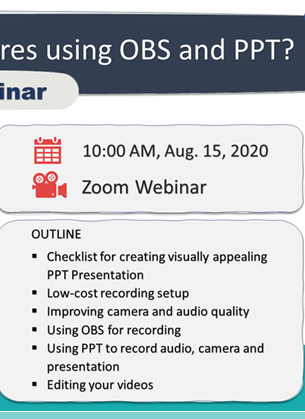 res using OBS and PPT?
inar
10:00 AM, Aug. 15, 2020
Zoom Webinar
OUTLINE
▪ Checklist for creating visually appealing
PPT Presentation
▪ Low-cost recording setup
▪ Improving camera and audio quality
▪ Using OBS for recording
▪ Using PPT to record audio, camera and
presentation
▪ Editing your videos